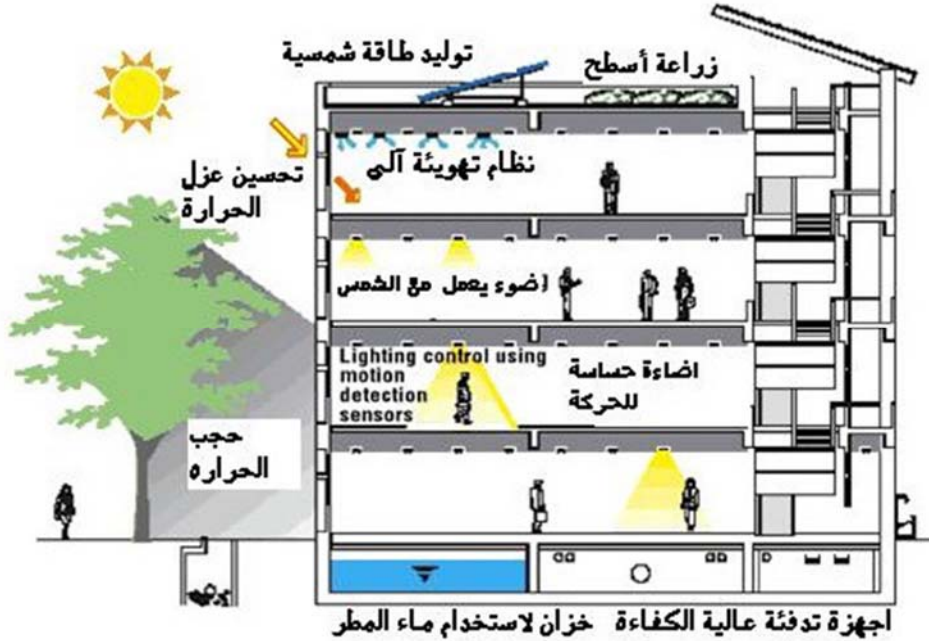 توليد طاقة شمسية
زراعة أسطح
تحسين عزل
الحرارة
نظام تهويئة آلي
أضوء يعمل مع الشمس
Lighting control using
motion
detection
sensors
اضاءة حساسة
للحركة
حجب
الحراره
خزان لاستخدام ماء المطر
اجهزة تدفئة عالية الكفاءة